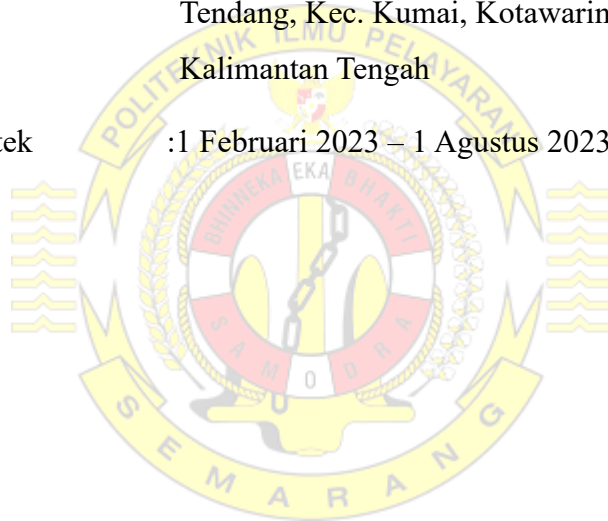 Tendang, Kec. Kumai, Kotawarin
Kalimantan Tengah
tek :1 Februari 2023 – 1 Agustus 2023
POLITEKNIK ILMU PELAYARAN
BHINNEKA EKA BHAKTI
SAMODRA
SEMARANG